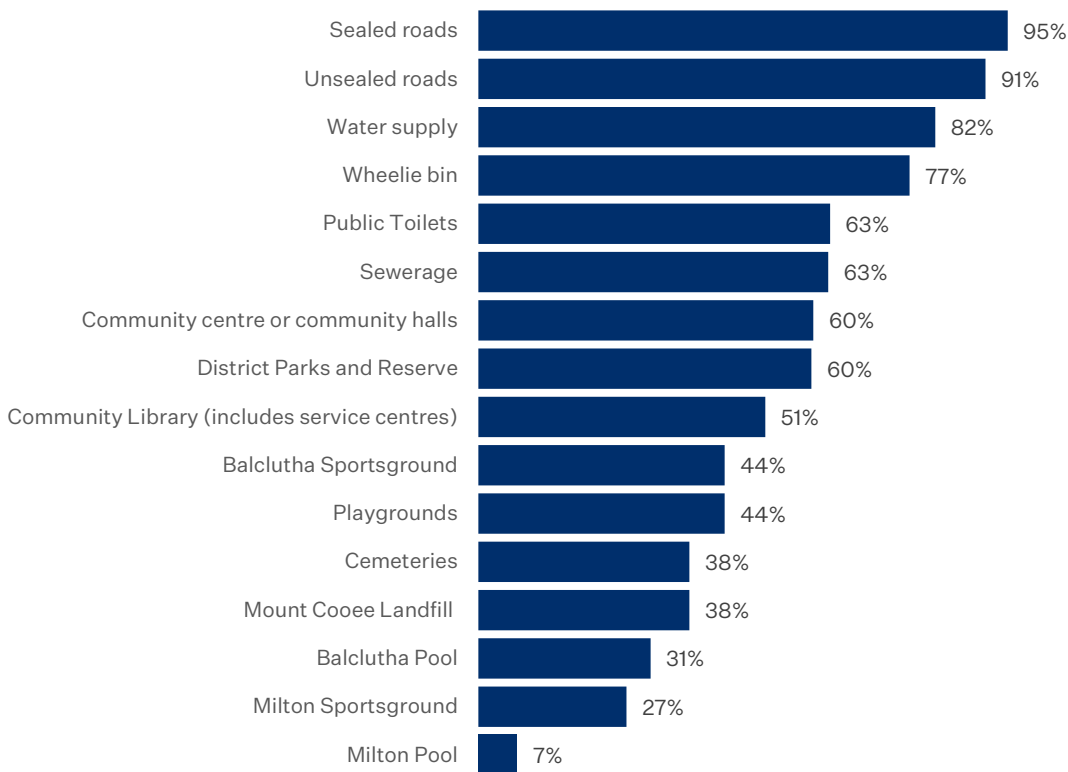 Sealed roads 95%
Unsealed roads 91%
Water supply 82%
Wheelie bin 77%
Public Toilets 63%
Sewerage 63%
Community centre or community halls 60%
District Parks and Reserve 60%
Community Library (includes service centres) 51%
Balclutha Sportsground 44%
Playgrounds 44%
Cemeteries 38%
Mount Cooee Landfill 38%
Balclutha Pool 31%
Milton Sportsground 27%
Milton Pool 7%